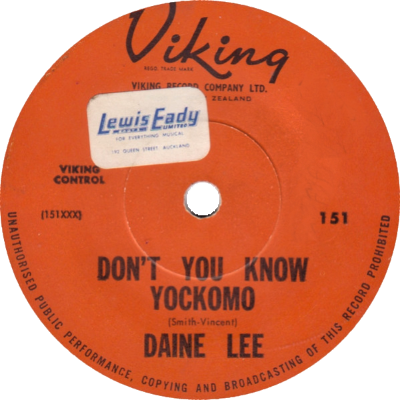 Viking
REGD. TRADE MARK
VIKING RECORD COMPANY LTD.
ZEALAND
Lewis Eady
LIMITED
FOR EVERYTHING MUSICAL
192 QUEEN STREET, AUCKLAND
VIKING
CONTROL
(151XXX)
151
DON'T YOU KNOW
YOCKOMO
(Smith-Vincent)
DAINE LEE
UNAUTHORISED PUBLIC PERFORMANCE, COPYING AND BROADCASTING OF THIS RECORD PROHIBITED